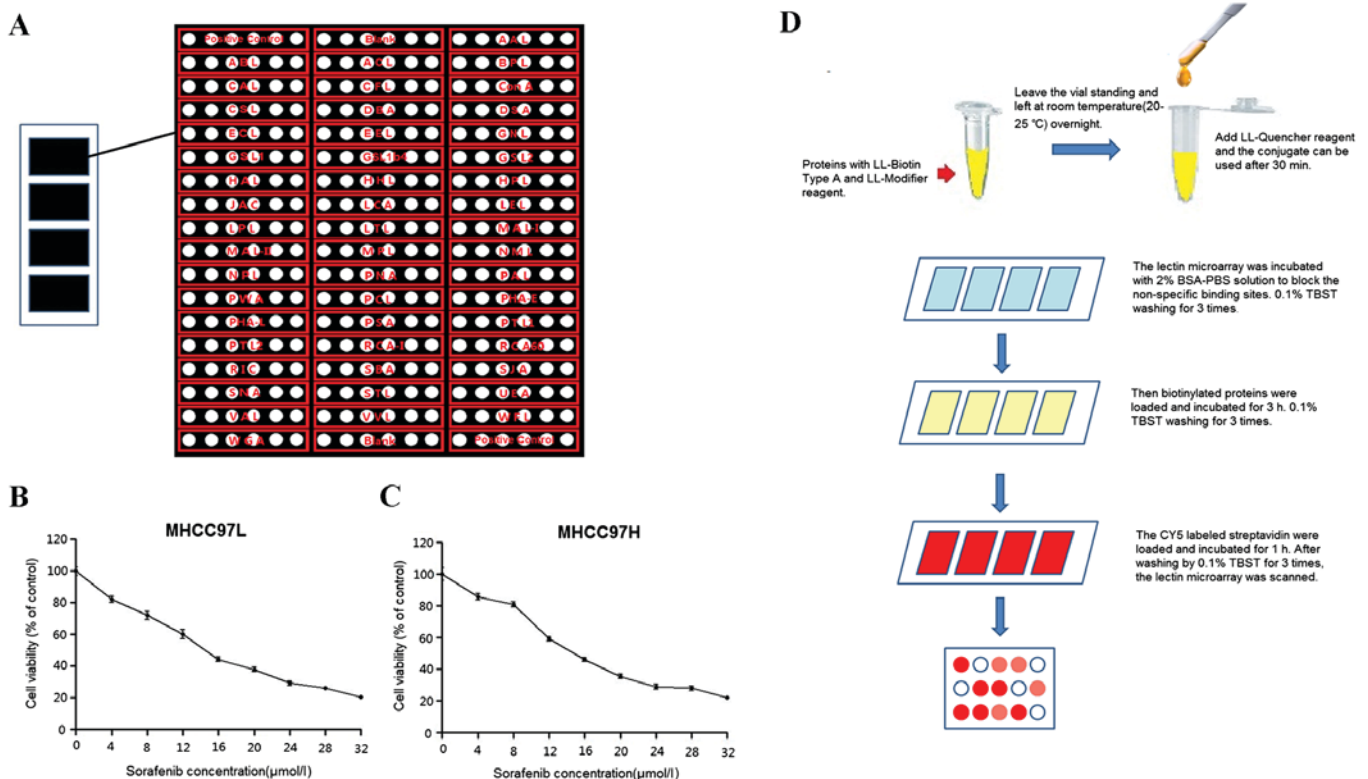 A
Positive Control Blank AAL
ABL ACL BPL
CAL CPL Con A
CSL DBA DSA
ECL EEL GNL
GSL1 GSL1b4 GSL2
HAL HHL HPL
JAC LCA LEL
LPL LTL MAL-I
MAL-II MPL NML
NPL PNA PAL
PWA PCL PHA-E
PHA-L PSA PTL1
PTL2 RCA-I RCA60
RIC SBA SJA
SNA STL UEA
VAL VVL WFL
WGA Blank Positive Control
B
MHCC97L
Cell viability (% of control)
120
100
80
60
40
20
0
0 4 8 12 16 20 24 28 32
Sorafenib concentration(μmol/l)
C
MHCC97H
Cell viability (% of control)
120
100
80
60
40
20
0
0 4 8 12 16 20 24 28 32
Sorafenib concentration(μmol/l)
D
Proteins with LL-Biotin
Type A and LL-Modifier
reagent.
Leave the vial standing and
left at room temperature(20-
25 ℃) overnight.
Add LL-Quencher reagent
and the conjugate can be
used after 30 min.
The lectin microarray was incubated
with 2% BSA-PBS solution to block the
non-specific binding sites. 0.1% TBST
washing for 3 times.
Then biotinylated proteins were
loaded and incubated for 3 h. 0.1%
TBST washing for 3 times.
The CY5 labeled streptavidin were
loaded and incubated for 1 h. After
washing by 0.1% TBST for 3 times,
the lectin microarray was scanned.